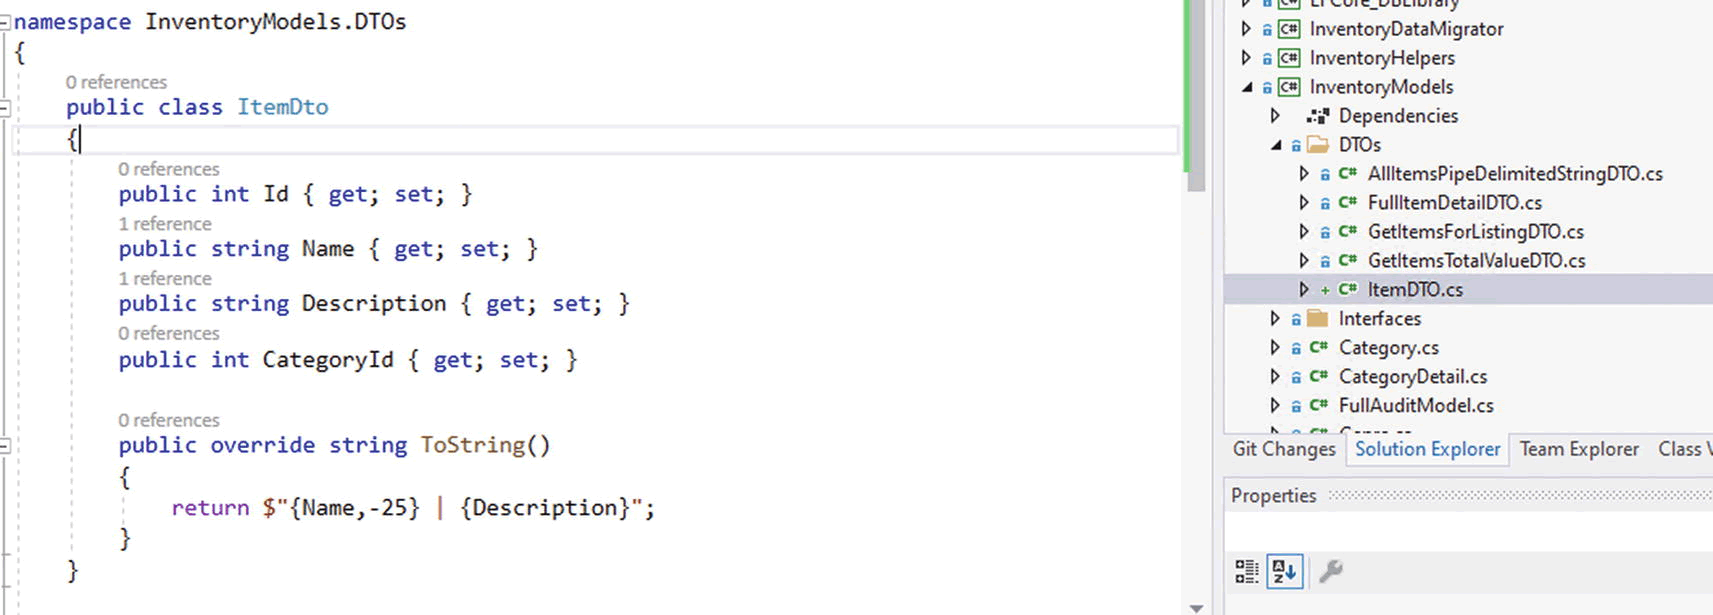 namespace InventoryModels.DTOs
{
0 references
public class ItemDto
{
0 references
public int Id { get; set; }
1 reference
public string Name { get; set; }
1 reference
public string Description { get; set; }
0 references
public int CategoryId { get; set; }
0 references
public override string ToString()
{
return $"{Name,-25} | {Description}";
}
}
C# InventoryDataMigrator
C# InventoryHelpers
C# InventoryModels
Dependencies
DTOs
C# AllItemsPipeDelimitedStringDTO.cs
C# FullItemDetailDTO.cs
C# GetItemsForListingDTO.cs
C# GetItemsTotalValueDTO.cs
+ C# ItemDTO.cs
Interfaces
C# Category.cs
C# CategoryDetail.cs
C# FullAuditModel.cs
Git Changes Solution Explorer Team Explorer Class V
Properties